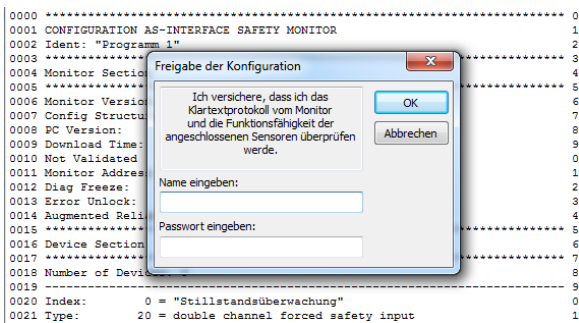 0000 ************************************************************************** 0
0001 CONFIGURATION AS-INTERFACE SAFETY MONITOR 1
0002 Ident: "Programm 1" 2
0003 ************************************************************************** 3
0004 Monitor Section 4
0005 ************************************************************************** 5
0006 Monitor Version 6
0007 Config 7
0008 PC Version: 8
0009 Download Time: 9
0010 Not Validated 0
0011 Monitor 1
0012 Diag Freeze: 2
0013 Error Unlock: 3
0014 Augmented 4
0015 ************************************************************************** 5
0016 Device Section 6
0017 ************************************************************************** 7
0018 Number of 8
0019 -------------------------------------------------------------------------- 9
0020 Index: 0 = "Stillstandsüberwachung" 0
0021 Type: 20 = double channel forced safety input 1
Freigabe der Konfiguration
Ich versichere, dass ich das
Klartextprotokoll vom Monitor
und die Funktionsfähigkeit der
angeschlossenen Sensoren überprüfen
werde.
OK
Abbrechen
Name eingeben:
Passwort eingeben: